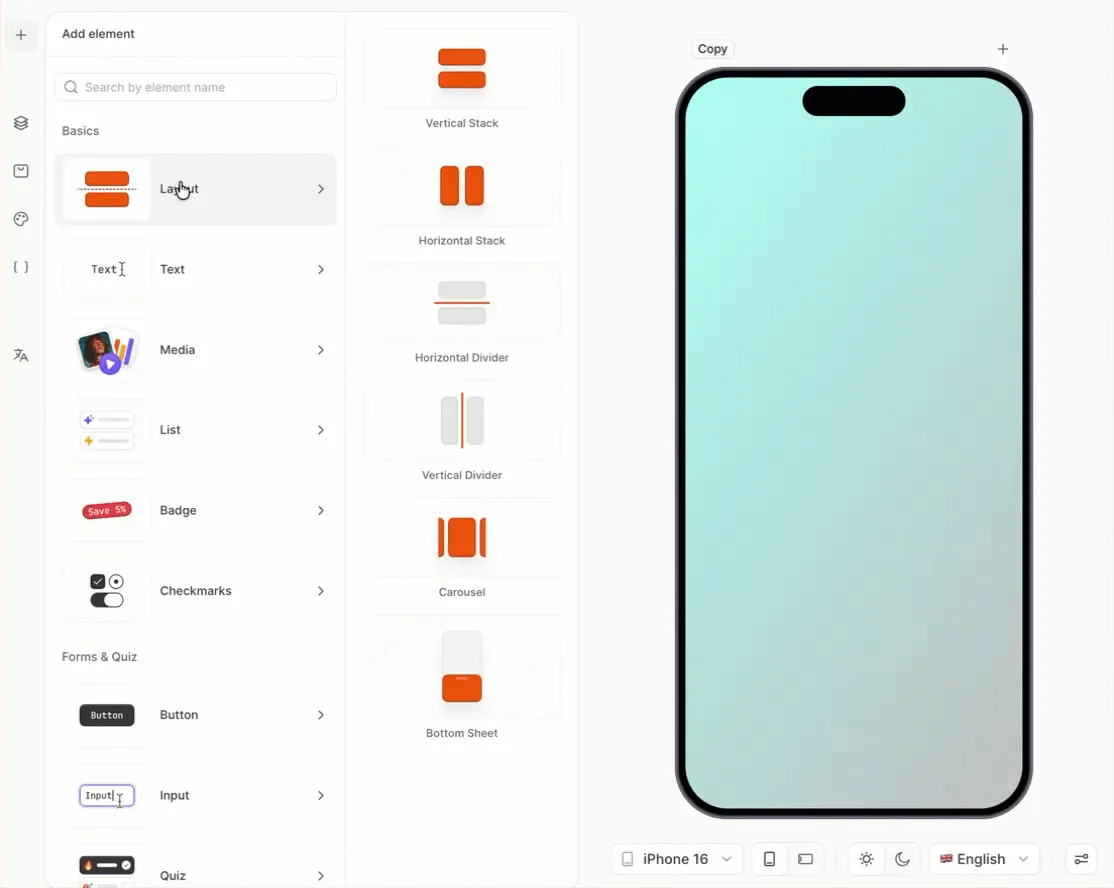 Add element
Search by element name
Basics
Layout
Text
Text
Media
List
Save 5%
Badge
Checkmarks
Forms & Quiz
Button
Button
Input
Input
Quiz
Vertical Stack
Horizontal Stack
Horizontal Divider
Vertical Divider
Carousel
Bottom Sheet
Copy
iPhone 16
English